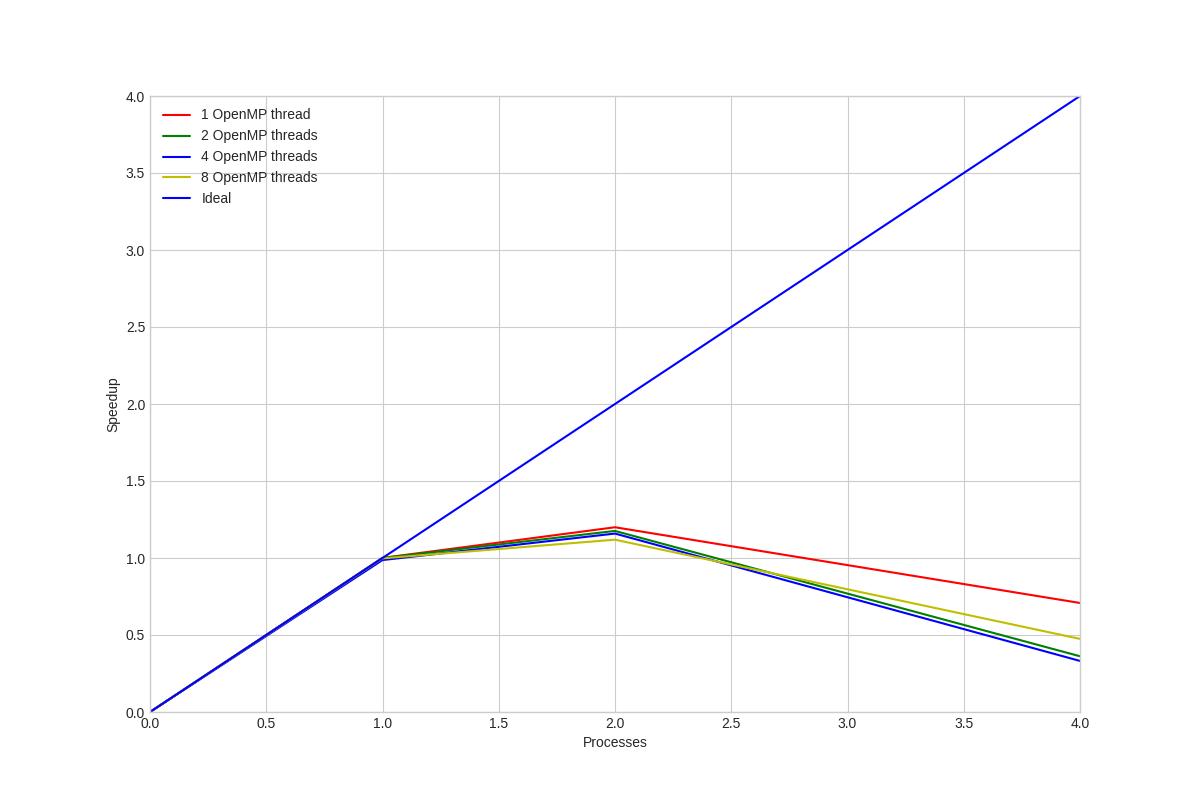 4.0
3.5
3.0
2.5
2.0
1.5
1.0
0.5
0.0
1 OpenMP thread
2 OpenMP threads
4 OpenMP threads
8 OpenMP threads
Ideal
Speedup
0.0 0.5 1.0 1.5 2.0 2.5 3.0 3.5 4.0
Processes